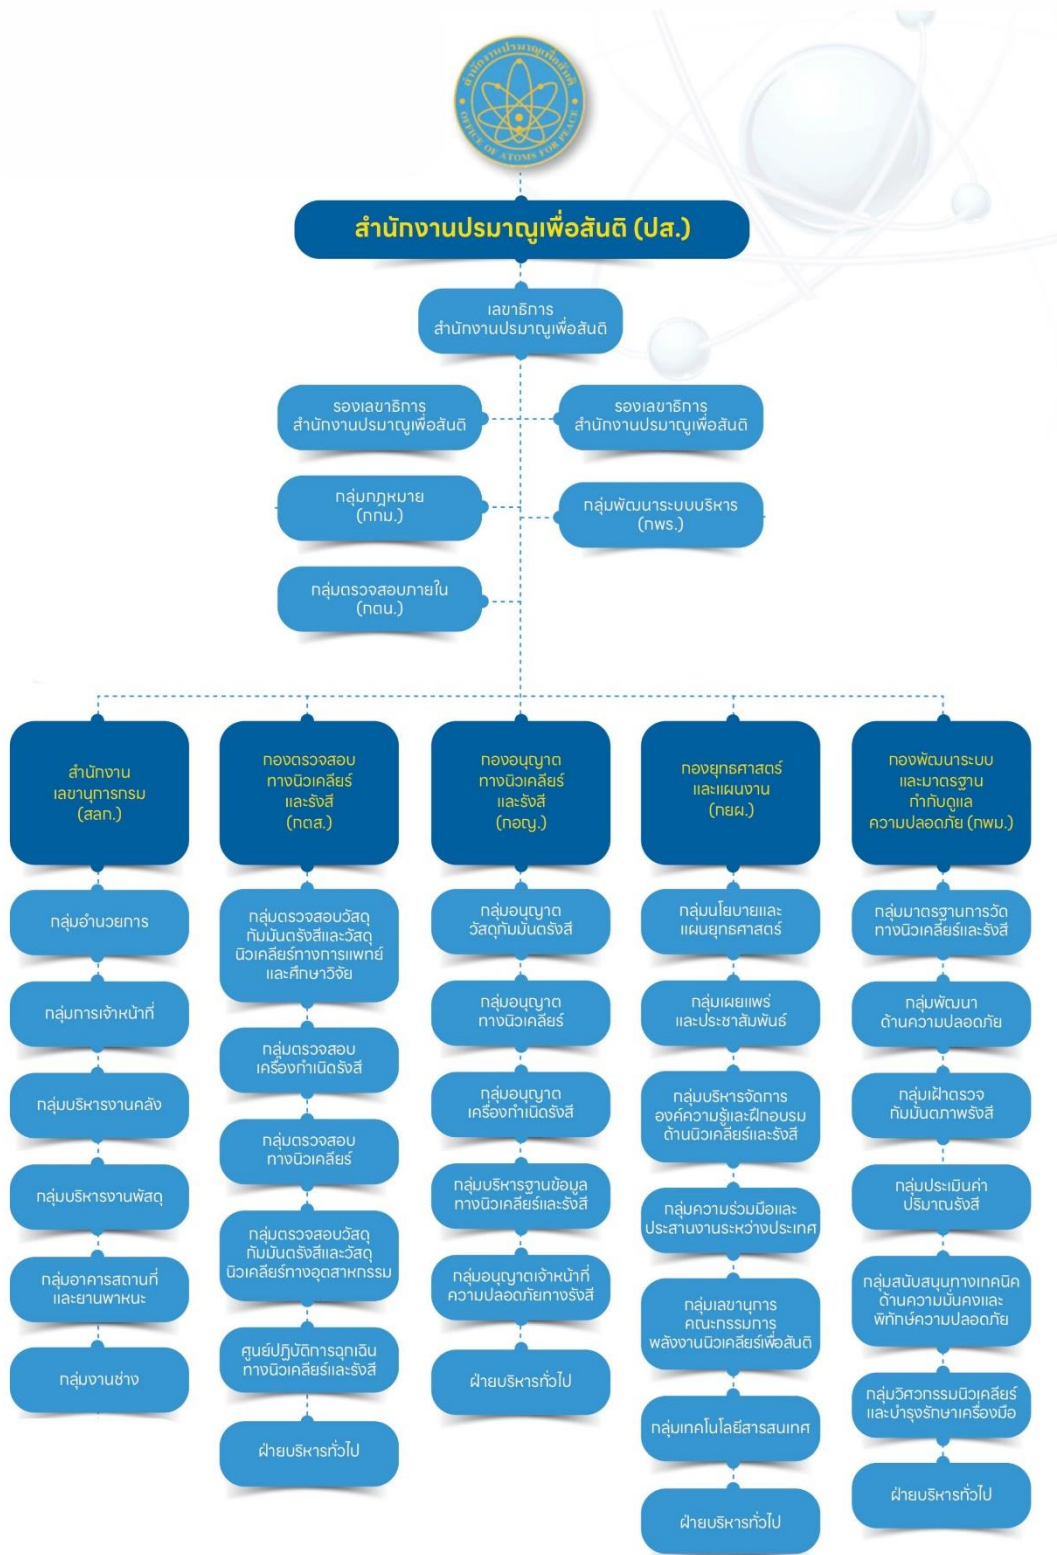 สำนักงานปรมาณูเพื่อสันติ
OFFICE OF ATOMS FOR PEACE
สำนักงานปรมาณูเพื่อสันติ (ปส.)
เลขาธิการ
สำนักงานปรมาณูเพื่อสันติ
รองเลขาธิการ
สำนักงานปรมาณูเพื่อสันติ
รองเลขาธิการ
สำนักงานปรมาณูเพื่อสันติ
กลุ่มกฎหมาย
(กกม.)
กลุ่มพัฒนาระบบบริหาร
(กพร.)
กลุ่มตรวจสอบภายใน
(กตน.)
สำนักงาน
เลขานุการกรม
(สลก.)
กลุ่มอำนวยการ
กลุ่มการเจ้าหน้าที่
กลุ่มบริหารงานคลัง
กลุ่มบริหารงานพัสดุ
กลุ่มอาคารสถานที่
และยานพาหนะ
กลุ่มงานช่าง
กองตรวจสอบ
ทางนิวเคลียร์
และรังสี
(กตส.)
กลุ่มตรวจสอบวัสดุ
กัมมันตรังสีและวัสดุ
นิวเคลียร์ทางการแพทย์
และศึกษาวิจัย
กลุ่มตรวจสอบ
เครื่องกำเนิดรังสี
กลุ่มตรวจสอบ
ทางนิวเคลียร์
กลุ่มตรวจสอบวัสดุ
กัมมันตรังสีและวัสดุ
นิวเคลียร์ทางอุตสาหกรรม
ศูนย์ปฏิบัติการฉุกเฉิน
ทางนิวเคลียร์และรังสี
ฝ่ายบริหารทั่วไป
กองอนุญาต
ทางนิวเคลียร์
และรังสี
(กอญ.)
กลุ่มอนุญาต
วัสดุกัมมันตรังสี
กลุ่มอนุญาต
ทางนิวเคลียร์
กลุ่มอนุญาต
เครื่องกำเนิดรังสี
กลุ่มบริหารฐานข้อมูล
ทางนิวเคลียร์และรังสี
กลุ่มอนุญาตเจ้าหน้าที่
ความปลอดภัยทางรังสี
ฝ่ายบริหารทั่วไป
กองยุทธศาสตร์
และแผนงาน
(กยผ.)
กลุ่มนโยบายและ
แผนยุทธศาสตร์
กลุ่มเผยแพร่
และประชาสัมพันธ์
กลุ่มบริหารจัดการ
องค์ความรู้และฝึกอบรม
ด้านนิวเคลียร์และรังสี
กลุ่มความร่วมมือและ
ประสานงานระหว่างประเทศ
กลุ่มเลขานุการ
คณะกรรมการ
พลังงานนิวเคลียร์เพื่อสันติ
กลุ่มเทคโนโลยีสารสนเทศ
ฝ่ายบริหารทั่วไป
กองพัฒนาระบบ
และมาตรฐาน
กำกับดูแล
ความปลอดภัย (กพม.)
กลุ่มมาตรฐานการวัด
ทางนิวเคลียร์และรังสี
กลุ่มพัฒนา
ด้านความปลอดภัย
กลุ่มเฝ้าตรวจ
กัมมันตภาพรังสี
กลุ่มประเมินค่า
ปริมาณรังสี
กลุ่มสนับสนุนทางเทคนิค
ด้านความมั่นคงและ
พิทักษ์ความปลอดภัย
กลุ่มวิศวกรรมนิวเคลียร์
และบำรุงรักษาเครื่องมือ
ฝ่ายบริหารทั่วไป